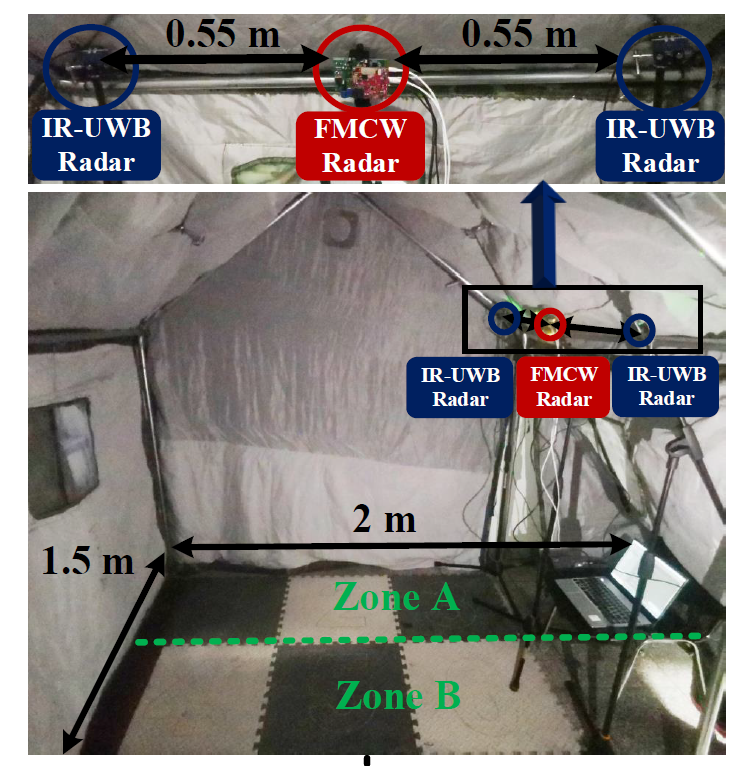 0.55 m
0.55 m
IR-UWB
Radar
FMCW
Radar
IR-UWB
Radar
IR-UWB
Radar
FMCW
Radar
IR-UWB
Radar
2 m
1.5 m
Zone A
Zone B